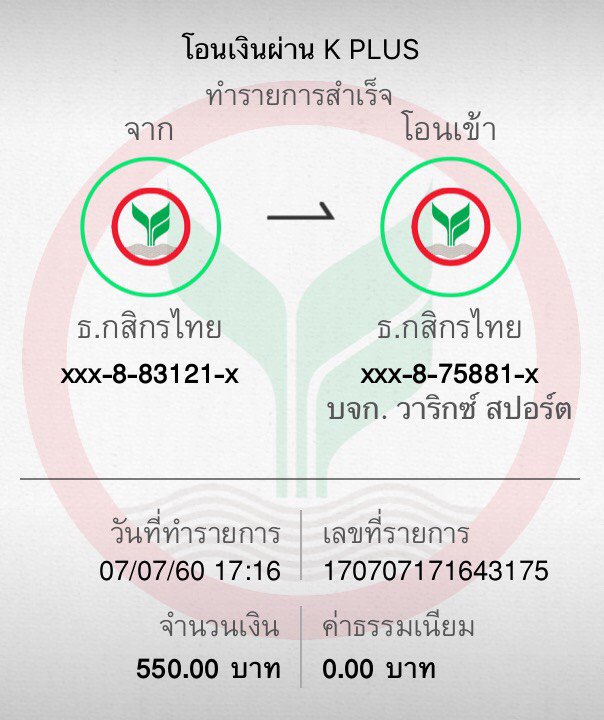 โอนเงินผ่าน K PLUS
ทำรายการสำเร็จ
จาก
โอนเข้า
ธ.กสิกรไทย
ธ.กสิกรไทย
xxx-8-83121-x
xxx-8-75881-x
บจก. วาริกซ์ สปอร์ต
วันที่ทำรายการ
เลขที่รายการ
07/07/60 17:16
170707171643175
จำนวนเงิน
ค่าธรรมเนียม
550.00 บาท
0.00 บาท